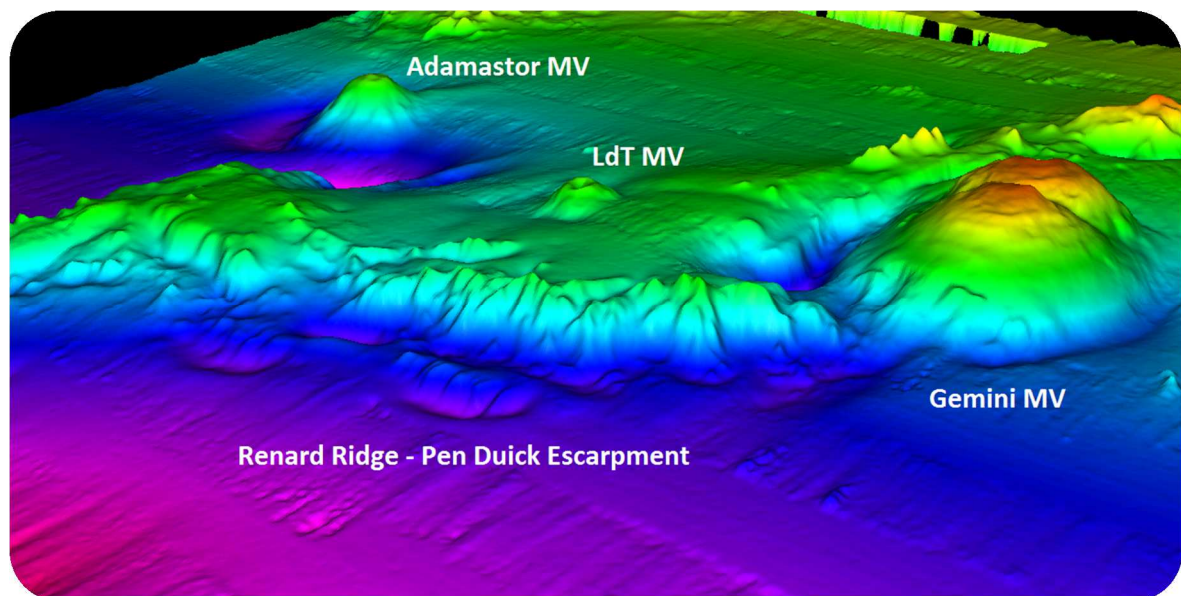 Adamastor MV
LdT MV
Gemini MV
Renard Ridge - Pen Duick Escarpment